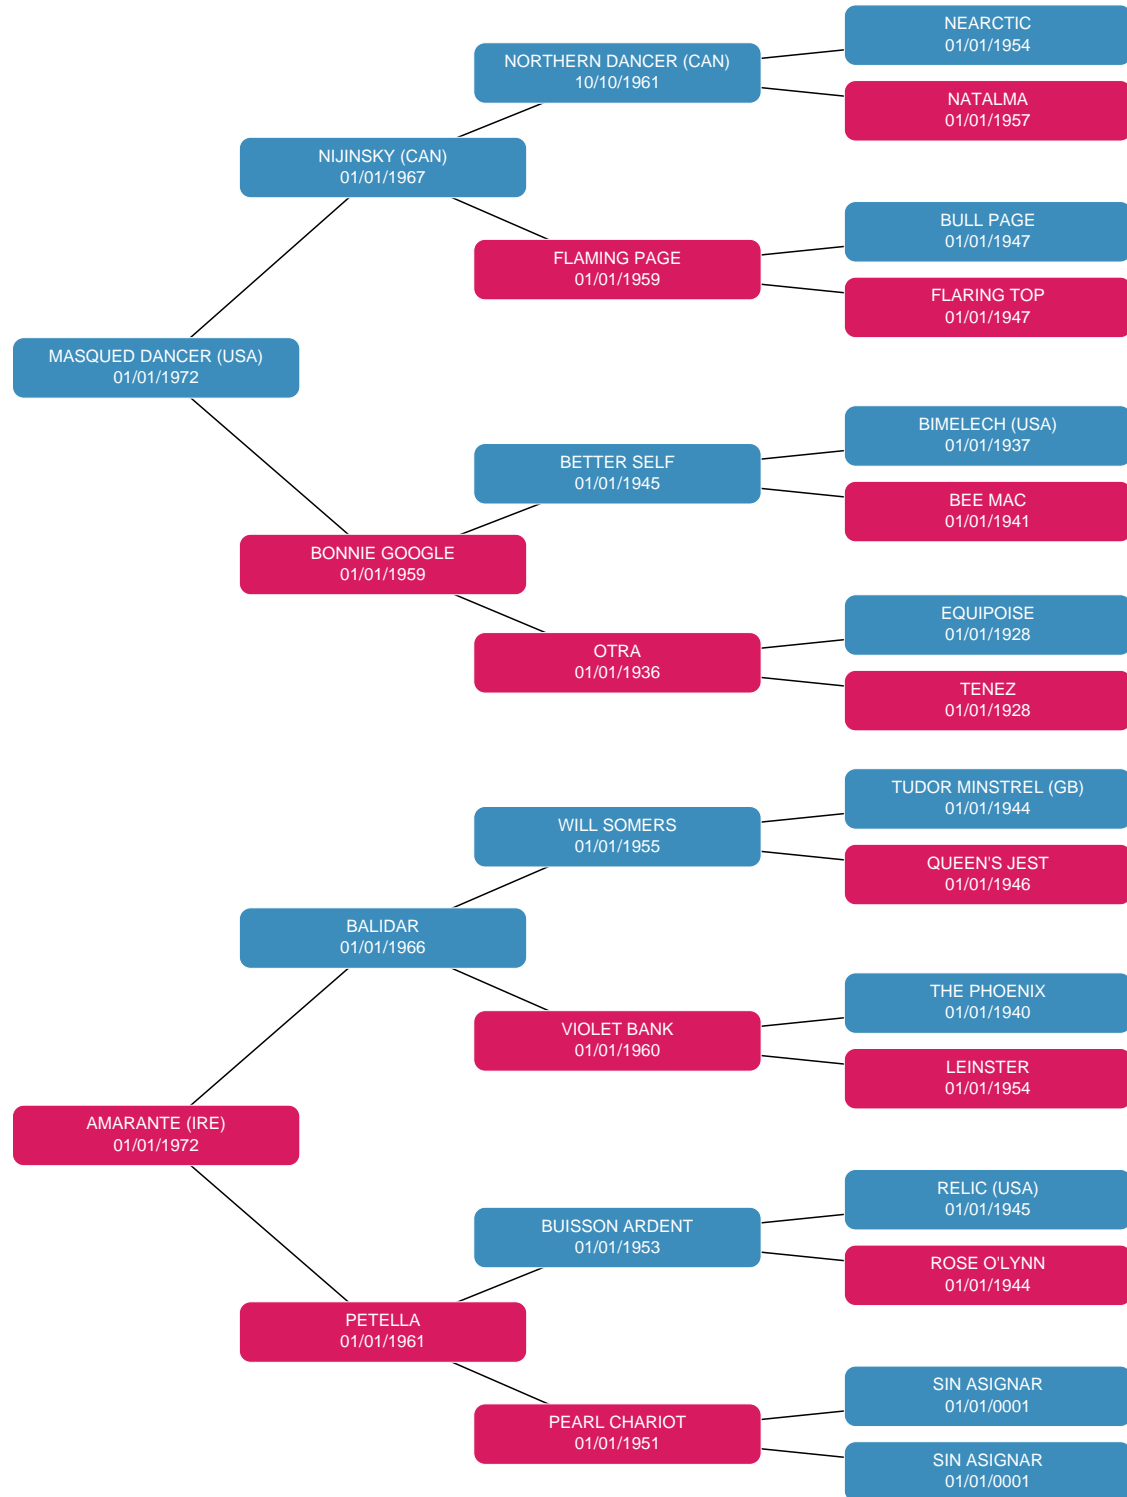 NEARCTIC
01/01/1954
NORTHERN DANCER (CAN)
10/10/1961
NATALMA
01/01/1957
NIJINSKY (CAN)
01/01/1967
BULL PAGE
01/01/1947
FLAMING PAGE
01/01/1959
FLARING TOP
01/01/1947
MASQUED DANCER (USA)
01/01/1972
BIMELECH (USA)
01/01/1937
BETTER SELF
01/01/1945
BEE MAC
01/01/1941
BONNIE GOOGLE
01/01/1959
EQUIPOISE
01/01/1928
OTRA
01/01/1936
TENEZ
01/01/1928
TUDOR MINSTREL (GB)
01/01/1944
WILL SOMERS
01/01/1955
QUEEN'S JEST
01/01/1946
BALIDAR
01/01/1966
THE PHOENIX
01/01/1940
VIOLET BANK
01/01/1960
LEINSTER
01/01/1954
AMARANTE (IRE)
01/01/1972
RELIC (USA)
01/01/1945
BUISSON ARDENT
01/01/1953
ROSE O'LYNN
01/01/1944
PETELLA
01/01/1961
SIN ASIGNAR
01/01/0001
PEARL CHARIOT
01/01/1951
SIN ASIGNAR
01/01/0001